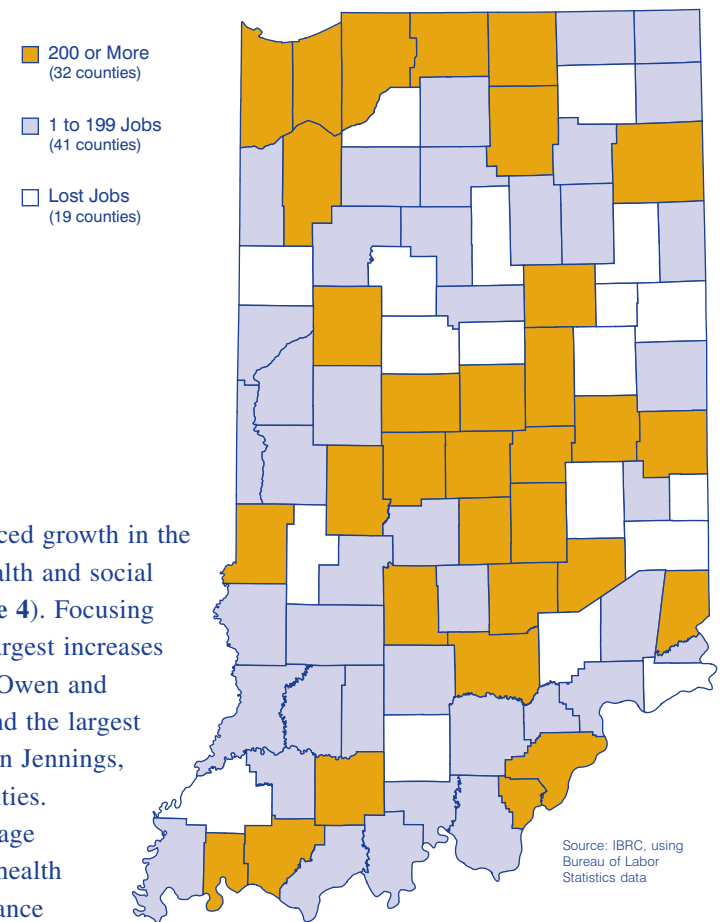 200 or More
(32 counties)
1 to 199 Jobs
(41 counties)
Lost Jobs
(19 counties)
ced growth in the
alth and social
e 4). Focusing
argest increases
Owen and
nd the largest
n Jennings,
ties.
age
health
ance
Source: IBRC, using
Bureau of Labor
Statistics data